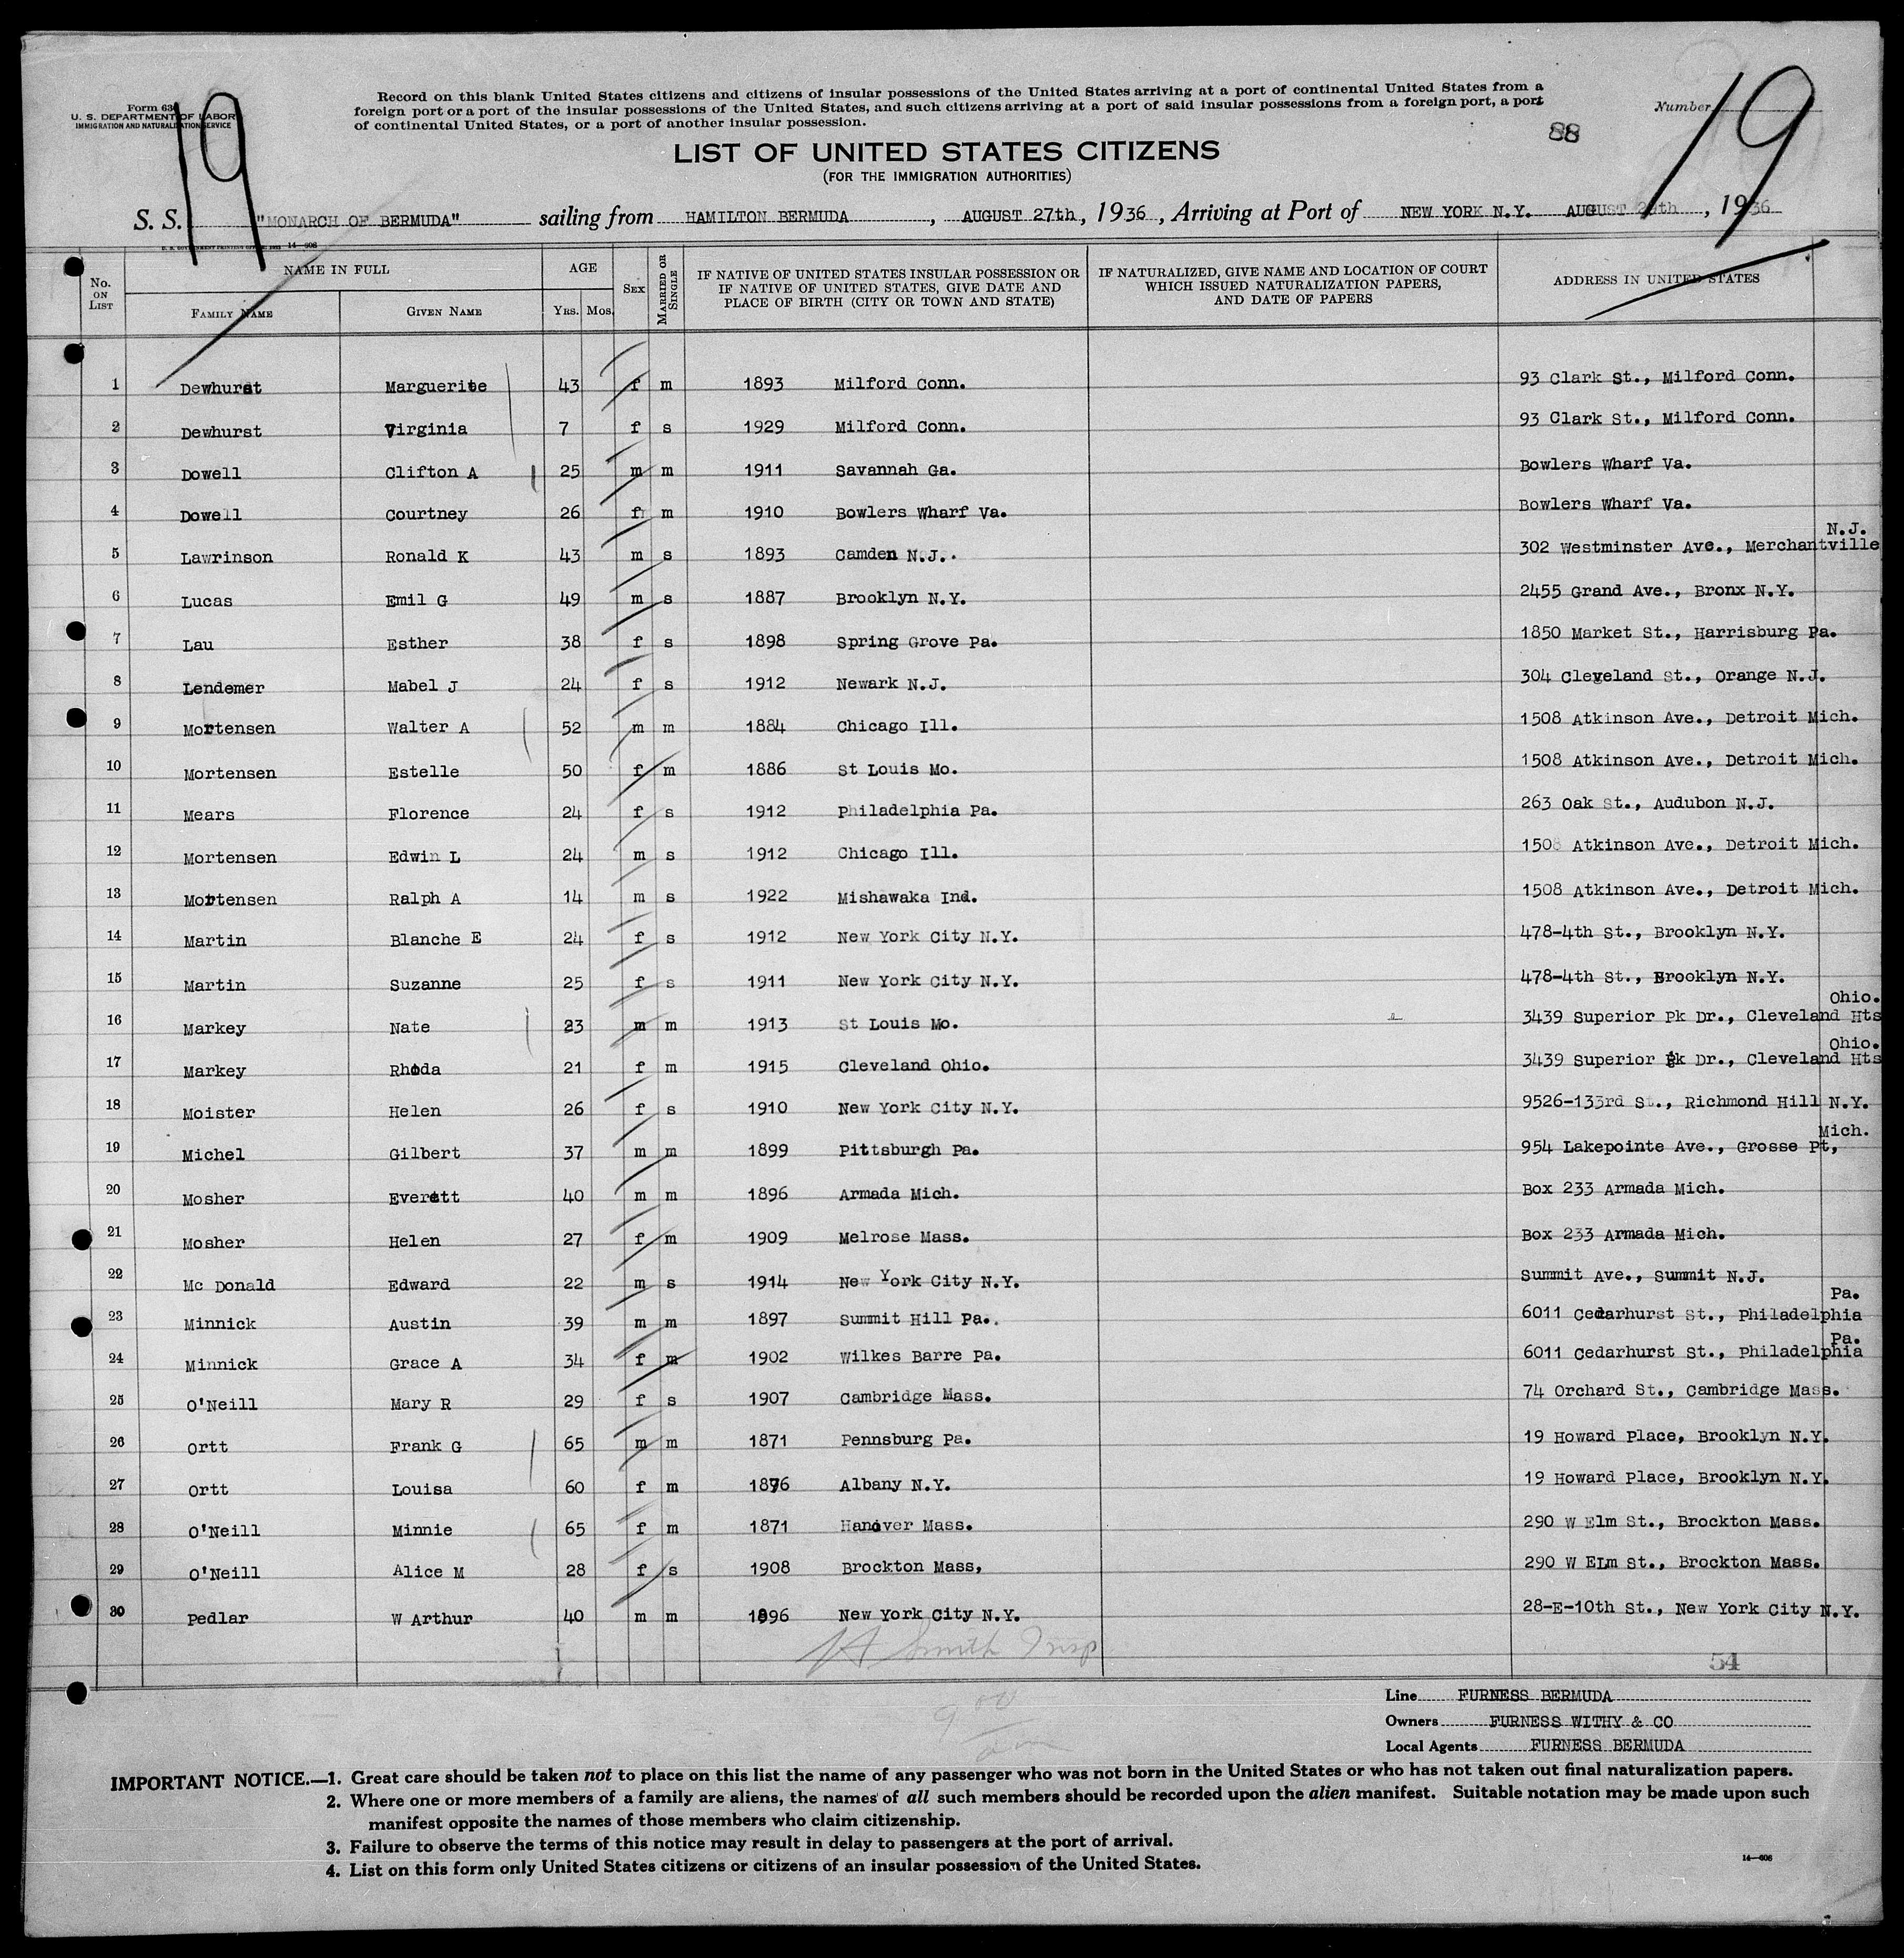 Form 630
U. S. DEPARTMENT OF LABOR
IMMIGRATION AND NATURALIZATION SERVICE
19
Record on this blank United States citizens and citizens of insular possessions of the United States arriving at a port of continental United States from a
foreign port or a port of the insular possessions of the United States, and such citizens arriving at a port of said insular possessions from a foreign port, a port
of continental United States, or a port of another insular possession.
Number
19
88
LIST OF UNITED STATES CITIZENS
(FOR THE IMMIGRATION AUTHORITIES)
S. S. "MONARCH OF BERMUDA" sailing from HAMILTON BERMUDA, AUGUST 27th, 1936, Arriving at Port of NEW YORK N.Y. AUGUST, 1936
14—608
No. ON LIST NAME IN FULL FAMILY NAME GIVEN NAME AGE YRS. MOS. SEX MARRIED OR SINGLE IF NATIVE OF UNITED STATES INSULAR POSSESSION OR IF NATIVE OF UNITED STATES, GIVE DATE AND PLACE OF BIRTH (CITY OR TOWN AND STATE) IF NATURALIZED, GIVE NAME AND LOCATION OF COURT WHICH ISSUED NATURALIZATION PAPERS, AND DATE OF PAPERS ADDRESS IN UNITED STATES
1 Dewhurst Marguerite 43 f m 1893 Milford Conn. 93 Clark St., Milford Conn.
2 Dewhurst Virginia 7 f s 1929 Milford Conn. 93 Clark St., Milford Conn.
3 Dowell Clifton A 25 m m 1911 Savannah Ga. Bowlers Wharf Va.
4 Dowell Courtney 26 f m 1910 Bowlers Wharf Va. Bowlers Wharf Va.
5 Lawrinson Ronald K 43 m s 1893 Camden N.J.. 302 Westminster Ave., Merchantville N.J.
6 Lucas Emil G 49 m s 1887 Brooklyn N.Y. 2455 Grand Ave., Bronx N.Y.
7 Lau Esther 38 f s 1898 Spring Grove Pa. 1850 Market St., Harrisburg Pa.
8 Lendemer Mabel J 24 f s 1912 Newark N.J. 304 Cleveland St., Orange N.J.
9 Mortensen Walter A 52 m m 1884 Chicago Ill. 1508 Atkinson Ave., Detroit Mich.
10 Mortensen Estelle 50 f m 1886 St Louis Mo. 1508 Atkinson Ave., Detroit Mich.
11 Mears Florence 24 f s 1912 Philadelphia Pa. 263 Oak St., Audubon N.J.
12 Mortensen Edwin L 24 m s 1912 Chicago Ill. 1508 Atkinson Ave., Detroit Mich.
13 Mortensen Ralph A 14 m s 1922 Mishawaka Ind. 1508 Atkinson Ave., Detroit Mich.
14 Martin Blanche E 24 f s 1912 New York City N.Y. 478-4th St., Brooklyn N.Y.
15 Martin Suzanne 25 f s 1911 New York City N.Y. 478-4th St., Brooklyn N.Y.
16 Markey Nate 23 m m 1913 St Louis Mo. 3439 Superior Pk Dr., Cleveland Hts Ohio.
17 Markey Rhoda 21 f m 1915 Cleveland Ohio. 3439 Superior Pk Dr., Cleveland Hts Ohio.
18 Moister Helen 26 f s 1910 New York City N.Y. 9526-133rd St., Richmond Hill N.Y.
19 Michel Gilbert 37 m m 1899 Pittsburgh Pa. 954 Lakepointe Ave., Grosse Pt, Mich.
20 Mosher Everett 40 m m 1896 Armada Mich. Box 233 Armada Mich.
21 Mosher Helen 27 f m 1909 Melrose Mass. Box 233 Armada Mich.
22 Mc Donald Edward 22 m s 1914 New York City N.Y. Summit Ave., Summit N.J.
23 Minnick Austin 39 m m 1897 Summit Hill Pa.. 6011 Cedarhurst St., Philadelphia Pa.
24 Minnick Grace A 34 f m 1902 Wilkes Barre Pa. 6011 Cedarhurst St., Philadelphia Pa.
25 O'Neill Mary R 29 f s 1907 Cambridge Mass. 74 Orchard St., Cambridge Mass.
26 Ortt Frank G 65 m m 1871 Pennsburg Pa. 19 Howard Place, Brooklyn N.Y.
27 Ortt Louisa 60 f m 1876 Albany N.Y. 19 Howard Place, Brooklyn N.Y.
28 O'Neill Minnie 65 f m 1871 Hanover Mass. 290 W Elm St., Brockton Mass.
29 O'Neill Alice M 28 f s 1908 Brockton Mass, 290 W Elm St., Brockton Mass.
30 Pedlar W Arthur 40 m m 1896 New York City N.Y. 28-E-10th St., New York City N.Y.
Smith Insp
54
9 00
am
Line FURNESS BERMUDA
Owners FURNESS WITHY & CO
Local Agents FURNESS BERMUDA
IMPORTANT NOTICE.—1. Great care should be taken not to place on this list the name of any passenger who was not born in the United States or who has not taken out final naturalization papers.
2. Where one or more members of a family are aliens, the names of all such members should be recorded upon the alien manifest. Suitable notation may be made upon such
manifest opposite the names of those members who claim citizenship.
3. Failure to observe the terms of this notice may result in delay to passengers at the port of arrival.
4. List on this form only United States citizens or citizens of an insular possession of the United States.
14—608